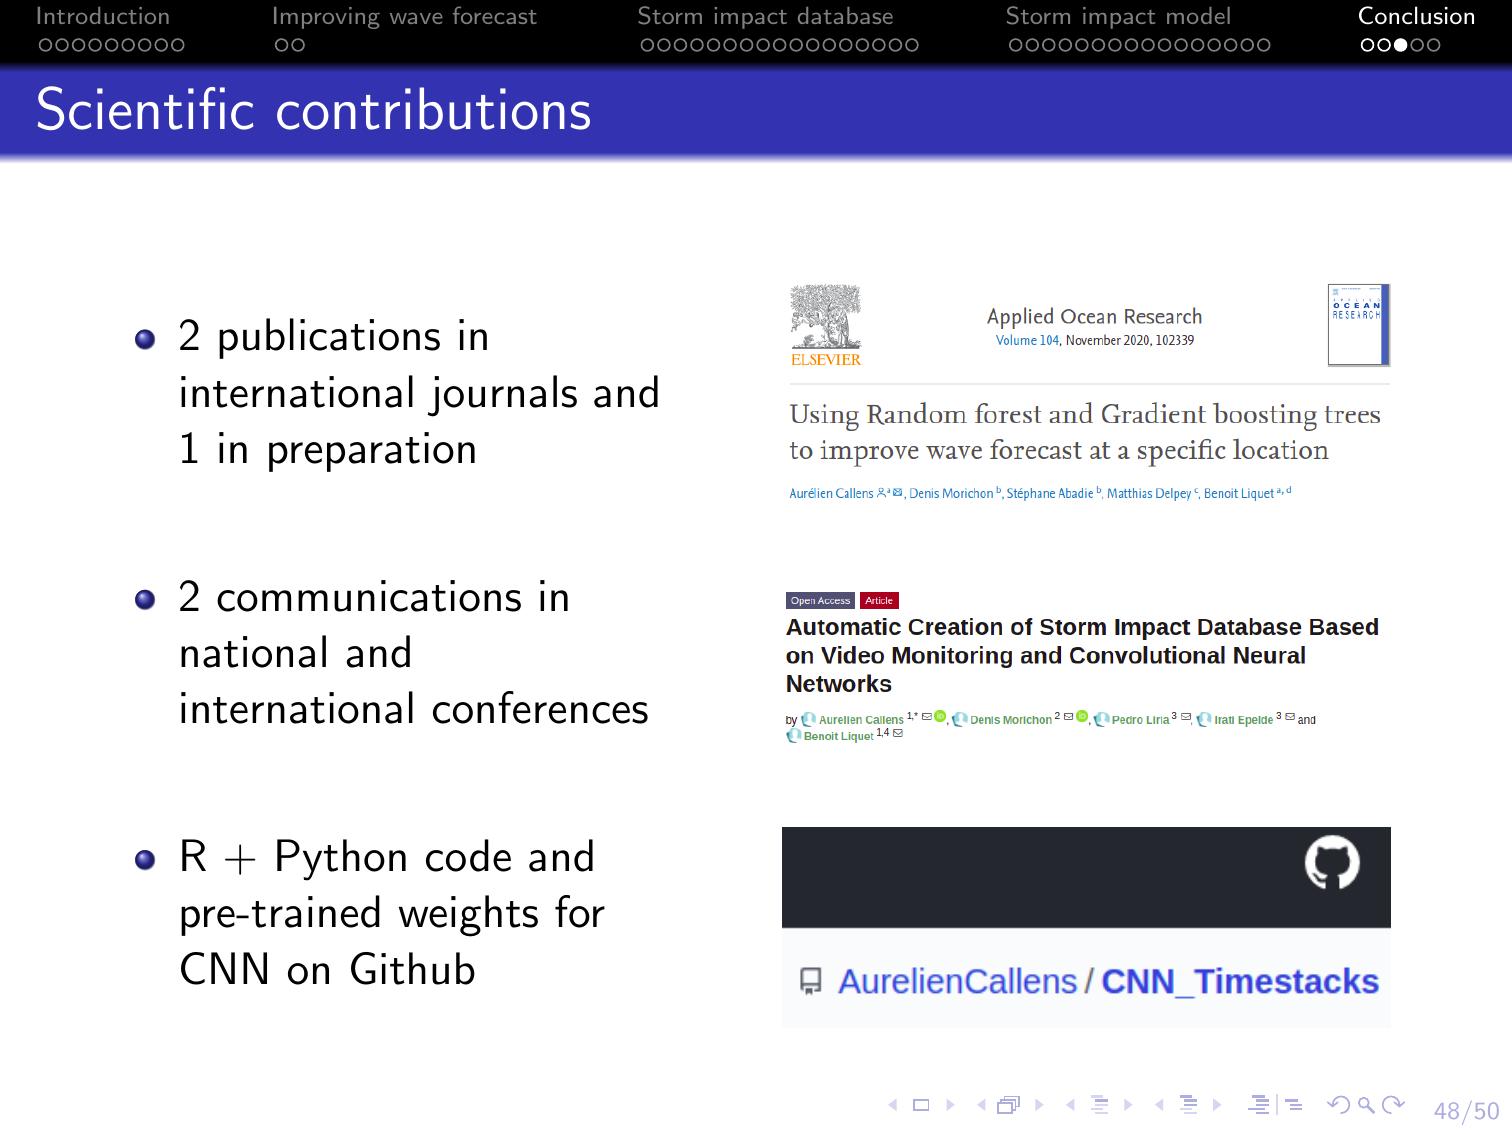 Introduction Improving wave forecast Storm impact database Storm impact model Conclusion
Scientific contributions
2 publications in
international journals and
1 in preparation
2 communications in
national and
international conferences
R + Python code and
pre-trained weights for
CNN on Github
ELSEVIER
Applied Ocean Research
Volume 104, November 2020, 102339
OCEAN
RESEARCH
Using Random forest and Gradient boosting trees
to improve wave forecast at a specific location
Aurélien Callens a, Denis Morichon b, Stéphane Abadie b, Matthias Delpey c, Benoit Liquet a, d
Open Access Article
Automatic Creation of Storm Impact Database Based
on Video Monitoring and Convolutional Neural
Networks
by Aurelien Callens 1,* iD, Denis Morichon 2 iD, Pedro Liria 3, Irati Epelde 3 and
Benoit Liquet 1,4
AurelienCallens / CNN_Timestacks
48/50